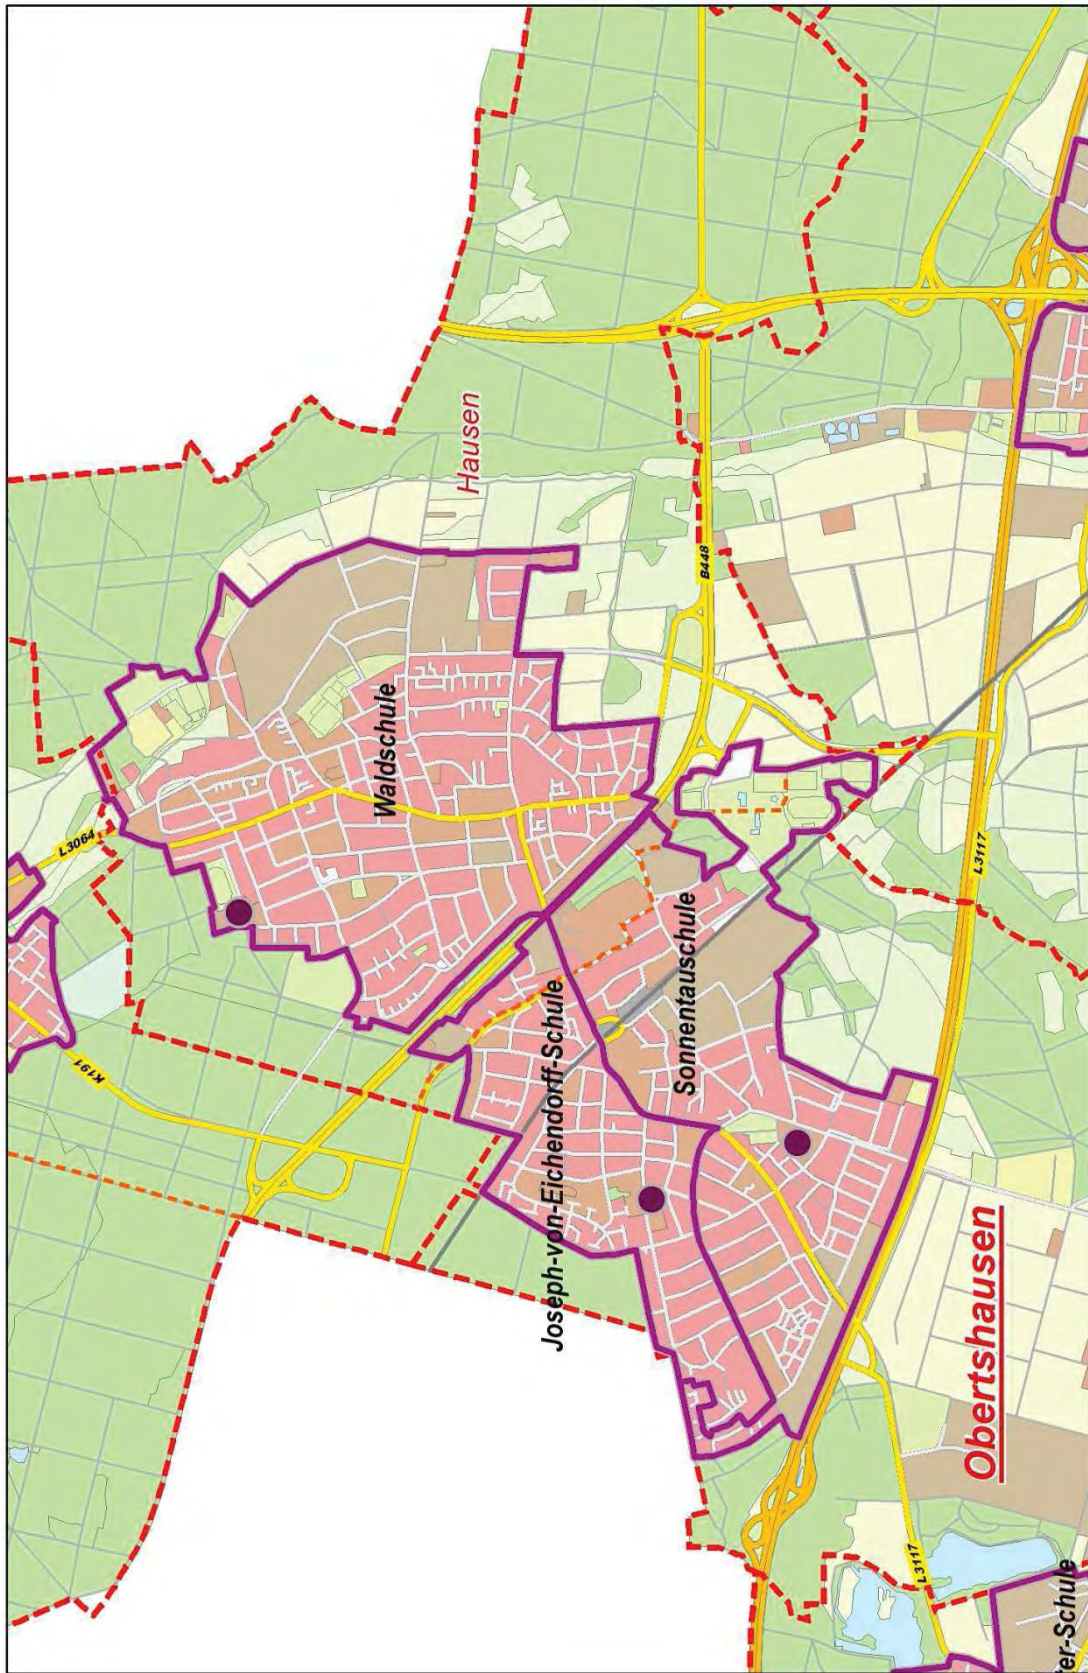 Hausen
Waldschule
L3064
B448
K191
L3117
Sonnentauschule
Joseph-von-Eichendorff-Schule
Obertshausen
L3117
ter-Schule